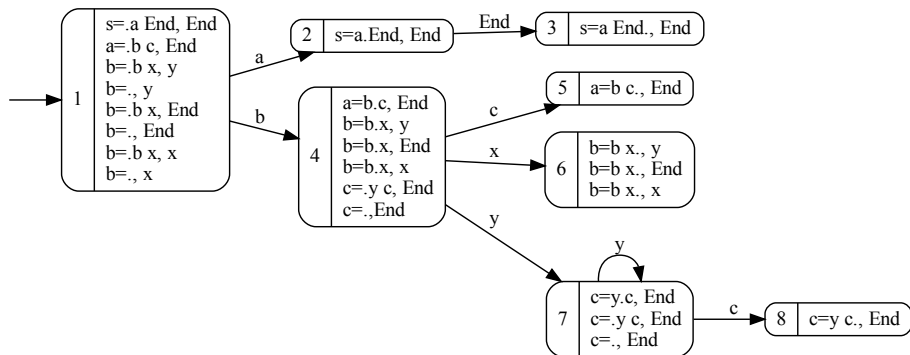 1
s=.a End, End
a=.b c, End
b=.b x, y
b=., y
b=.b x, End
b=., End
b=.b x, x
b=., x
a
b
2
s=a.End, End
End
3
s=a End., End
4
a=b.c, End
b=b.x, y
b=b.x, End
b=b.x, x
c=.y c, End
c=.,End
c
x
y
5
a=b c., End
6
b=b x., y
b=b x., End
b=b x., x
y
7
c=y.c, End
c=.y c, End
c=., End
c
8
c=y c., End